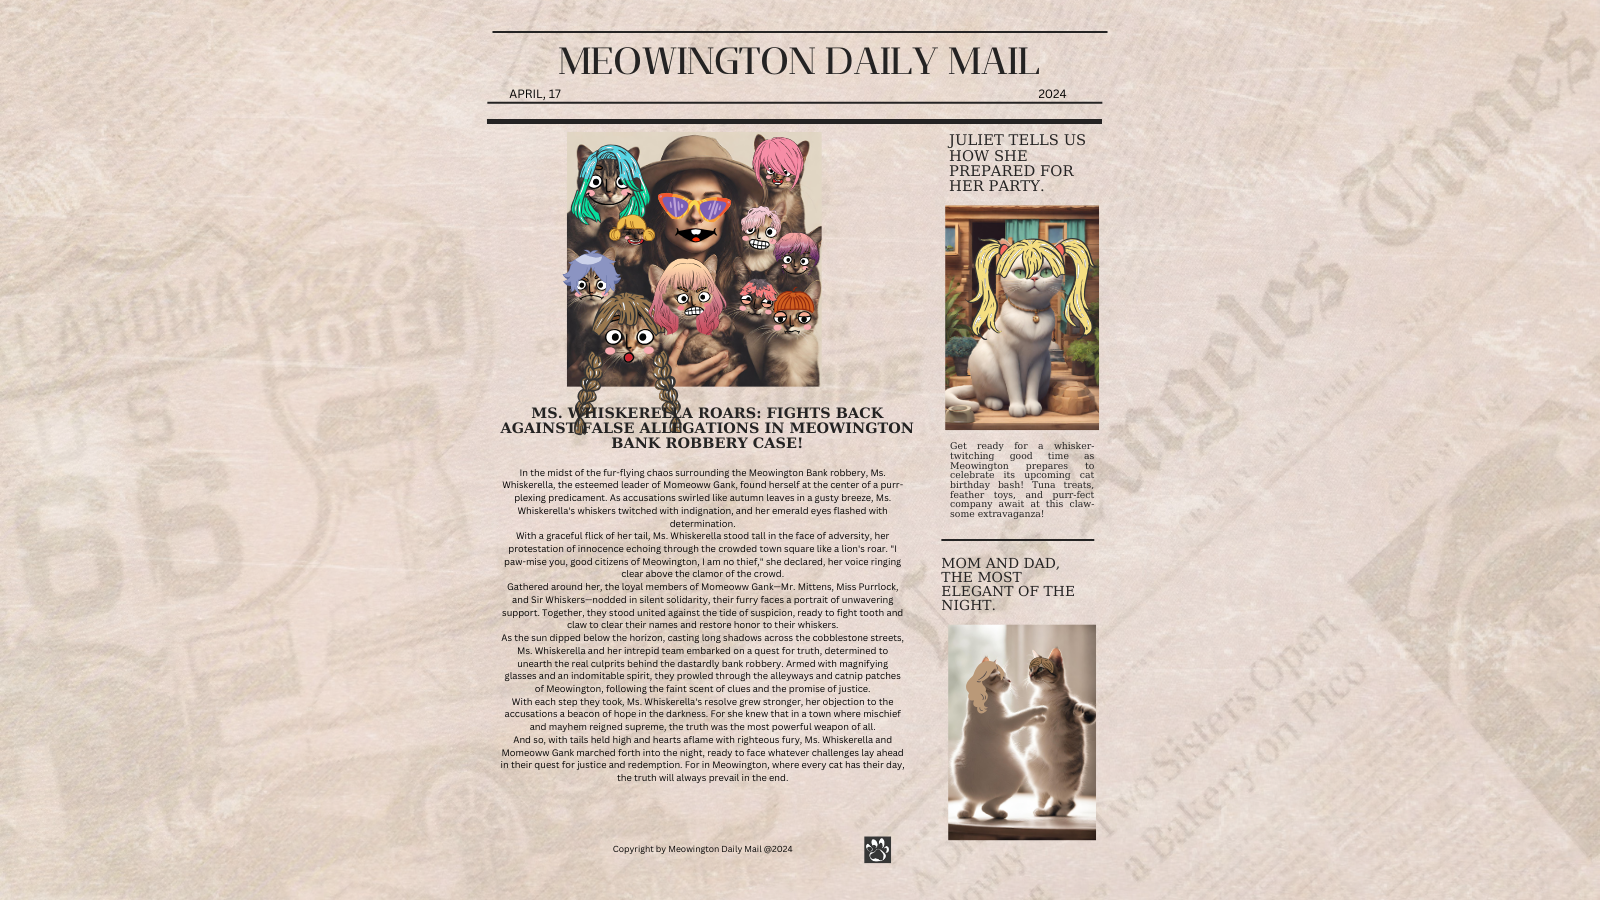 MEOWINGTON DAILY MAIL
APRIL, 17
2024
MS. WHISKERELLA ROARS: FIGHTS BACK
AGAINST FALSE ALLEGATIONS IN MEOWINGTON
BANK ROBBERY CASE!
In the midst of the fur-flying chaos surrounding the Meowington Bank robbery, Ms.
Whiskerella, the esteemed leader of Momeoww Gank, found herself at the center of a purr-
plexing predicament. As accusations swirled like autumn leaves in a gusty breeze, Ms.
Whiskerella's whiskers twitched with indignation, and her emerald eyes flashed with
determination.
With a graceful flick of her tail, Ms. Whiskerella stood tall in the face of adversity, her
protestation of innocence echoing through the crowded town square like a lion's roar. "I
paw-mise you, good citizens of Meowington, I am no thief," she declared, her voice ringing
clear above the clamor of the crowd.
Gathered around her, the loyal members of Momeoww Gank—Mr. Mittens, Miss Purrlock,
and Sir Whiskers—nodded in silent solidarity, their furry faces a portrait of unwavering
support. Together, they stood united against the tide of suspicion, ready to fight tooth and
claw to clear their names and restore honor to their whiskers.
As the sun dipped below the horizon, casting long shadows across the cobblestone streets,
Ms. Whiskerella and her intrepid team embarked on a quest for truth, determined to
unearth the real culprits behind the dastardly bank robbery. Armed with magnifying
glasses and an indomitable spirit, they prowled through the alleyways and catnip patches
of Meowington, following the faint scent of clues and the promise of justice.
With each step they took, Ms. Whiskerella's resolve grew stronger, her objection to the
accusations a beacon of hope in the darkness. For she knew that in a town where mischief
and mayhem reigned supreme, the truth was the most powerful weapon of all.
And so, with tails held high and hearts aflame with righteous fury, Ms. Whiskerella and
Momeoww Gank marched forth into the night, ready to face whatever challenges lay ahead
in their quest for justice and redemption. For in Meowington, where every cat has their day,
the truth will always prevail in the end.
Copyright by Meowington Daily Mail @2024
JULIET TELLS US
HOW SHE
PREPARED FOR
HER PARTY.
Get ready for a whisker-
twitching good time as
Meowington prepares to
celebrate its upcoming cat
birthday bash! Tuna treats,
feather toys, and purr-fect
company await at this claw-
some extravaganza!
MOM AND DAD,
THE MOST
ELEGANT OF THE
NIGHT.
66
Angeles Times
Two Sisters Open
a Bakery on Pico